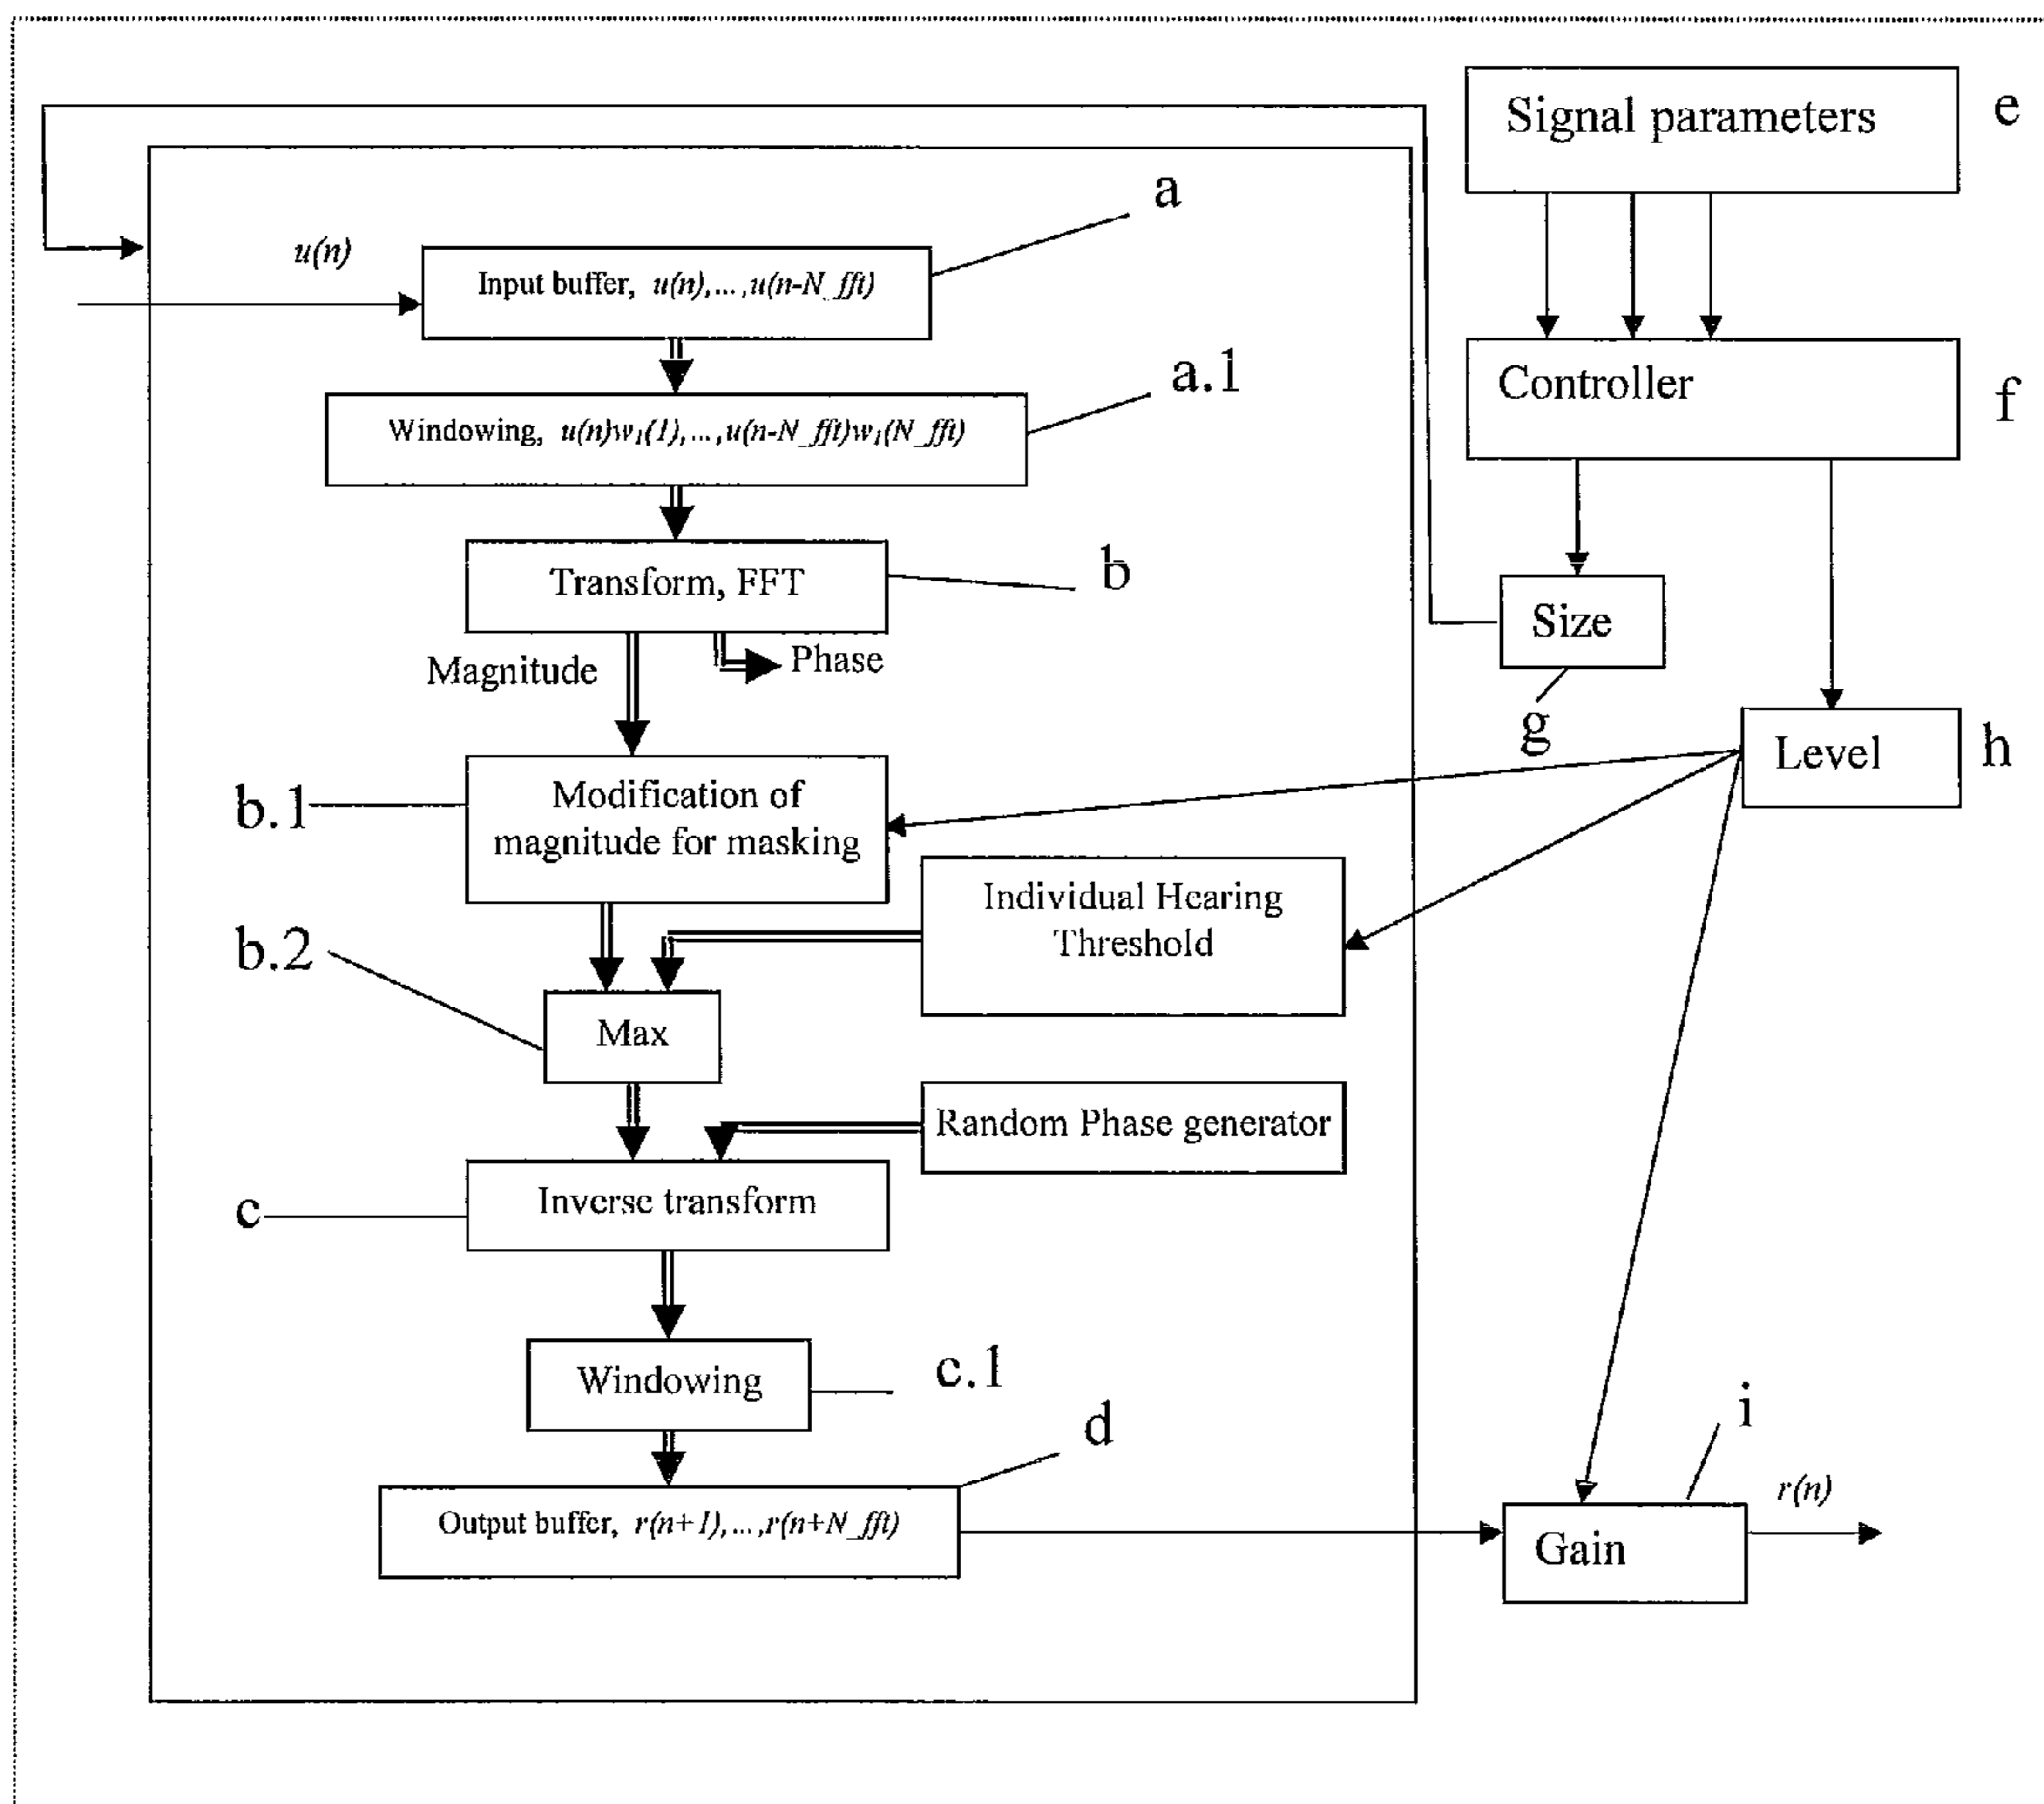 Signal parameters
e
a
u(n)
Input buffer, u(n),...,u(n-N_fft)
a.1
Controller
f
Windowing, u(n)w₁(1),...,u(n-N_fft)w₁(N_fft)
b
Transform, FFT
Size
Magnitude
Phase
g
Level
h
b.1
Modification of
magnitude for masking
Individual Hearing
Threshold
b.2
Max
Random Phase generator
c
Inverse transform
c.1
Windowing
d
i
r(n)
Output buffer, r(n+1),...,r(n+N_fft)
Gain